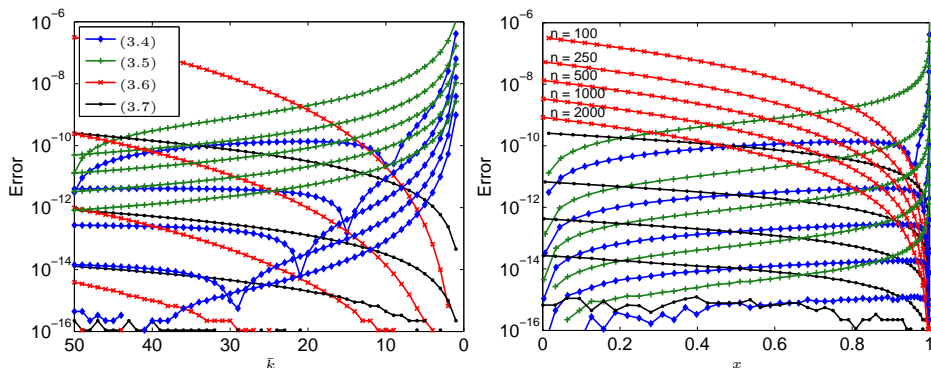 10^-6
10^-8
10^-10
10^-12
10^-14
10^-16
Error
(3.4)
(3.5)
(3.6)
(3.7)
50 40 30 20 10 0
k̄
10^-6
10^-8
10^-10
10^-12
10^-14
10^-16
Error
n = 100
n = 250
n = 500
n = 1000
n = 2000
0 0.2 0.4 0.6 0.8 1
x